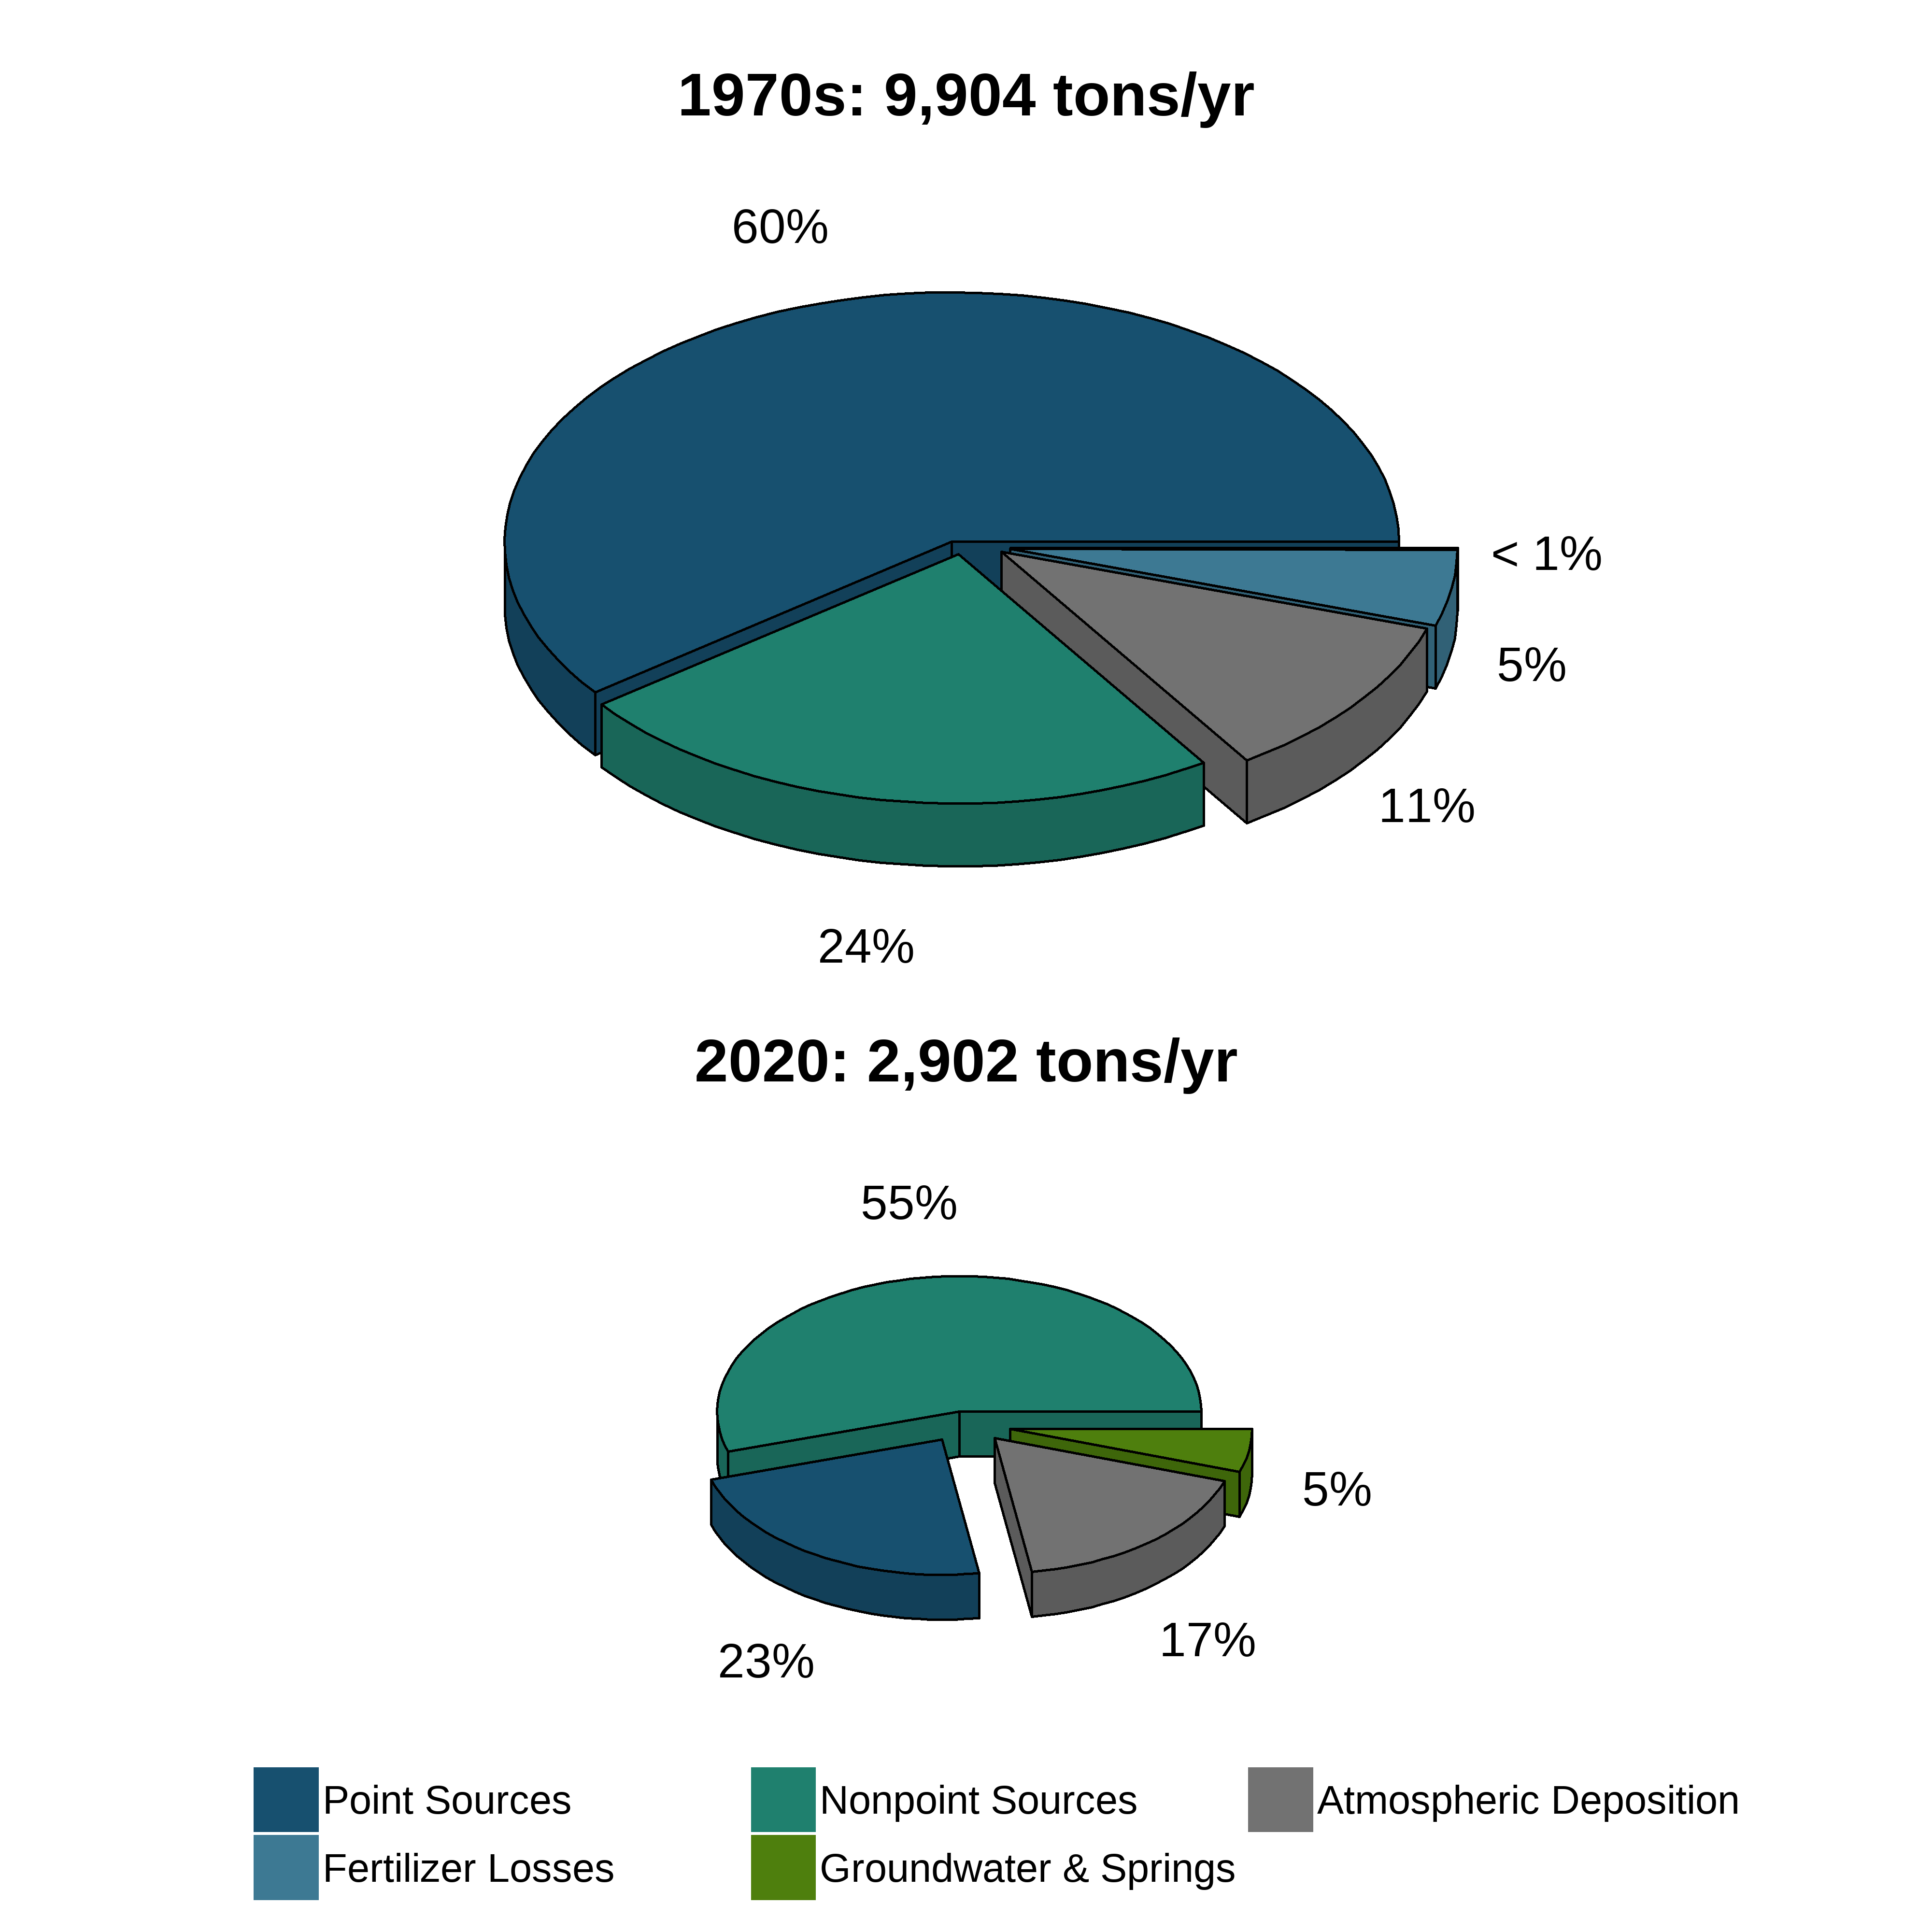 1970s: 9,904 tons/yr
60%
< 1%
5%
11%
24%
2020: 2,902 tons/yr
55%
5%
17%
23%
Point Sources
Nonpoint Sources
Atmospheric Deposition
Fertilizer Losses
Groundwater & Springs